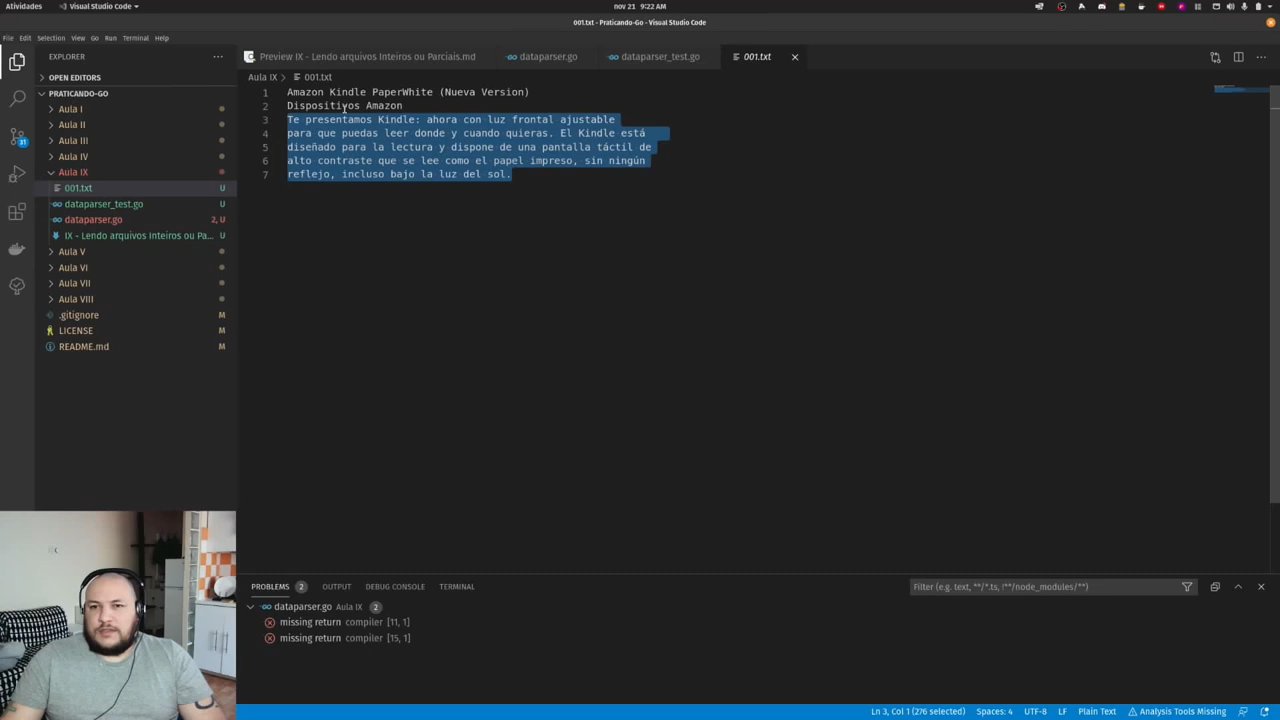 Atividades
Visual Studio Code
nov 21 9:22 AM
001.txt - Praticando-Go - Visual Studio Code
File Edit Selection View Go Run Terminal Help
EXPLORER
Preview IX - Lendo arquivos Inteiros ou Parciais.md
dataparser.go
dataparser_test.go
001.txt
OPEN EDITORS
PRATICANDO-GO
Aula I
Aula II
Aula III
Aula IV
Aula IX
001.txt U
dataparser_test.go U
dataparser.go 2, U
IX - Lendo arquivos Inteiros ou Pa... U
Aula V
Aula VI
Aula VII
Aula VIII
.gitignore M
LICENSE M
README.md M
31
Aula IX > 001.txt
1 Amazon Kindle PaperWhite (Nueva Version)
2 Dispositivos Amazon
3 Te presentamos Kindle: ahora con luz frontal ajustable
4 para que puedas leer donde y cuando quieras. El Kindle está
5 diseñado para la lectura y dispone de una pantalla táctil de
6 alto contraste que se lee como el papel impreso, sin ningún
7 reflejo, incluso bajo la luz del sol.
PROBLEMS 2 OUTPUT DEBUG CONSOLE TERMINAL
Filter (e.g. text, **/*.ts, !**/node_modules/**)
dataparser.go Aula IX 2
missing return compiler [11, 1]
missing return compiler [15, 1]
Ln 3, Col 1 (276 selected) Spaces: 4 UTF-8 LF Plain Text Analysis Tools Missing